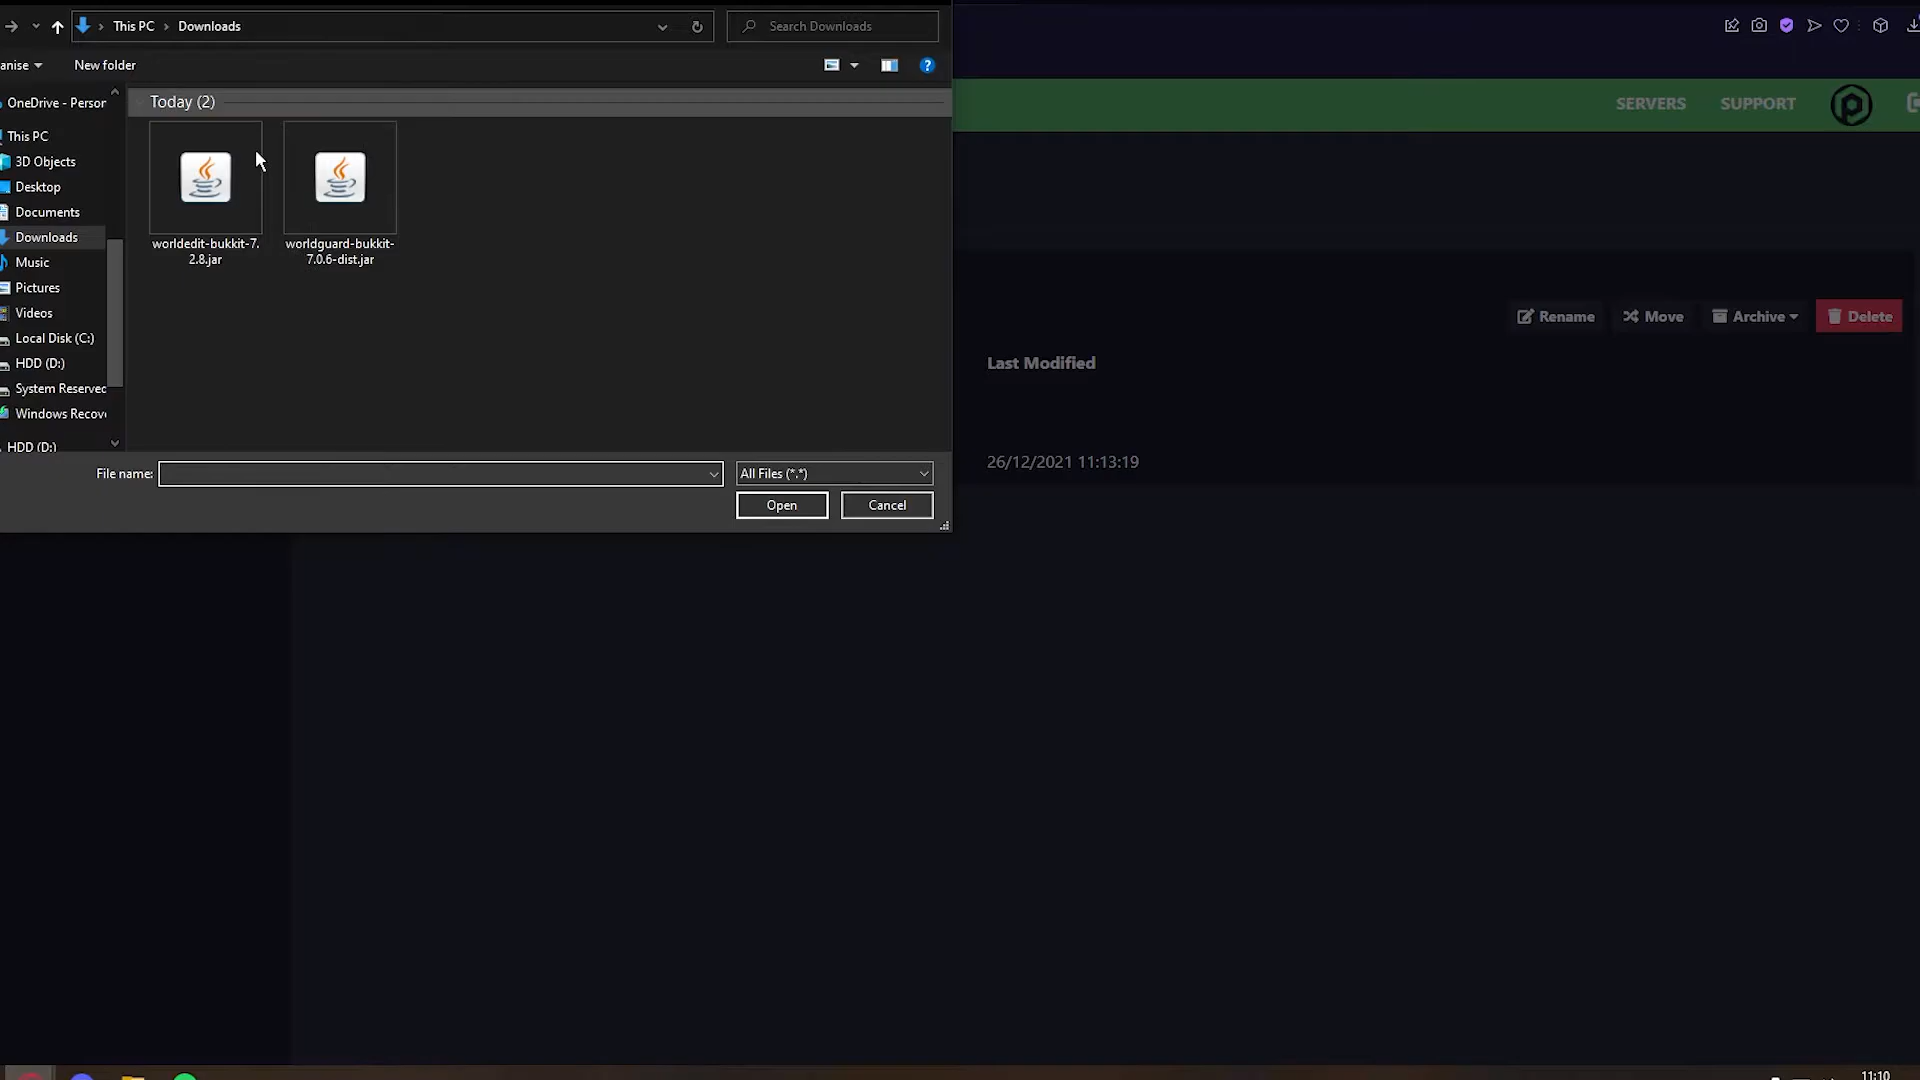 This PC > Downloads
Search Downloads
anise
New folder
SERVERS
SUPPORT
OneDrive - Person
This PC
3D Objects
Desktop
Documents
Downloads
Music
Pictures
Videos
Local Disk (C:)
HDD (D:)
System Reserved
Windows Recov
HDD (D:)
Today (2)
worldedit-bukkit-7.
2.8.jar
worldguard-bukkit-
7.0.6-dist.jar
Rename
Move
Archive
Delete
Last Modified
26/12/2021 11:13:19
File name:
All Files (*.*)
Open
Cancel
11:10